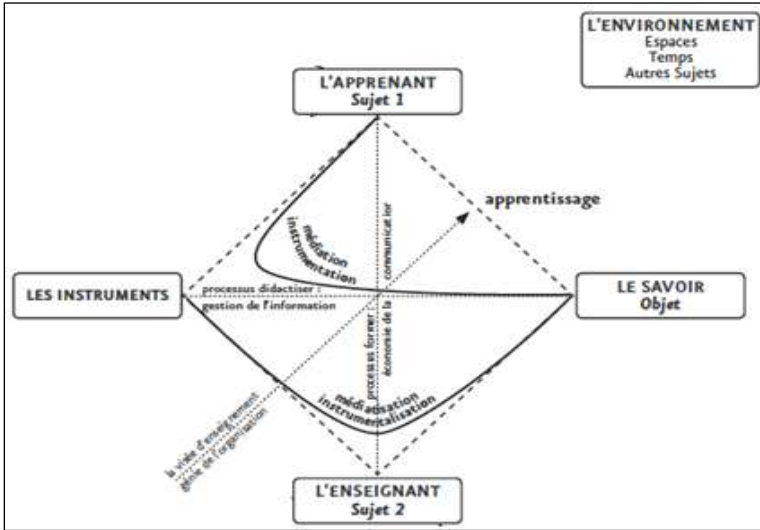 L'ENVIRONNEMENT
Espaces
Temps
Autres Sujets
L'APPRENANT
Sujet 1
apprentissage
médiation
instrumentation
économie de la communication
processus former
LES INSTRUMENTS
processus didactiser :
gestion de l'information
LE SAVOIR
Objet
médiatisation
instrumentalisation
la visée d'enseignement
génie de l'organisation
L'ENSEIGNANT
Sujet 2